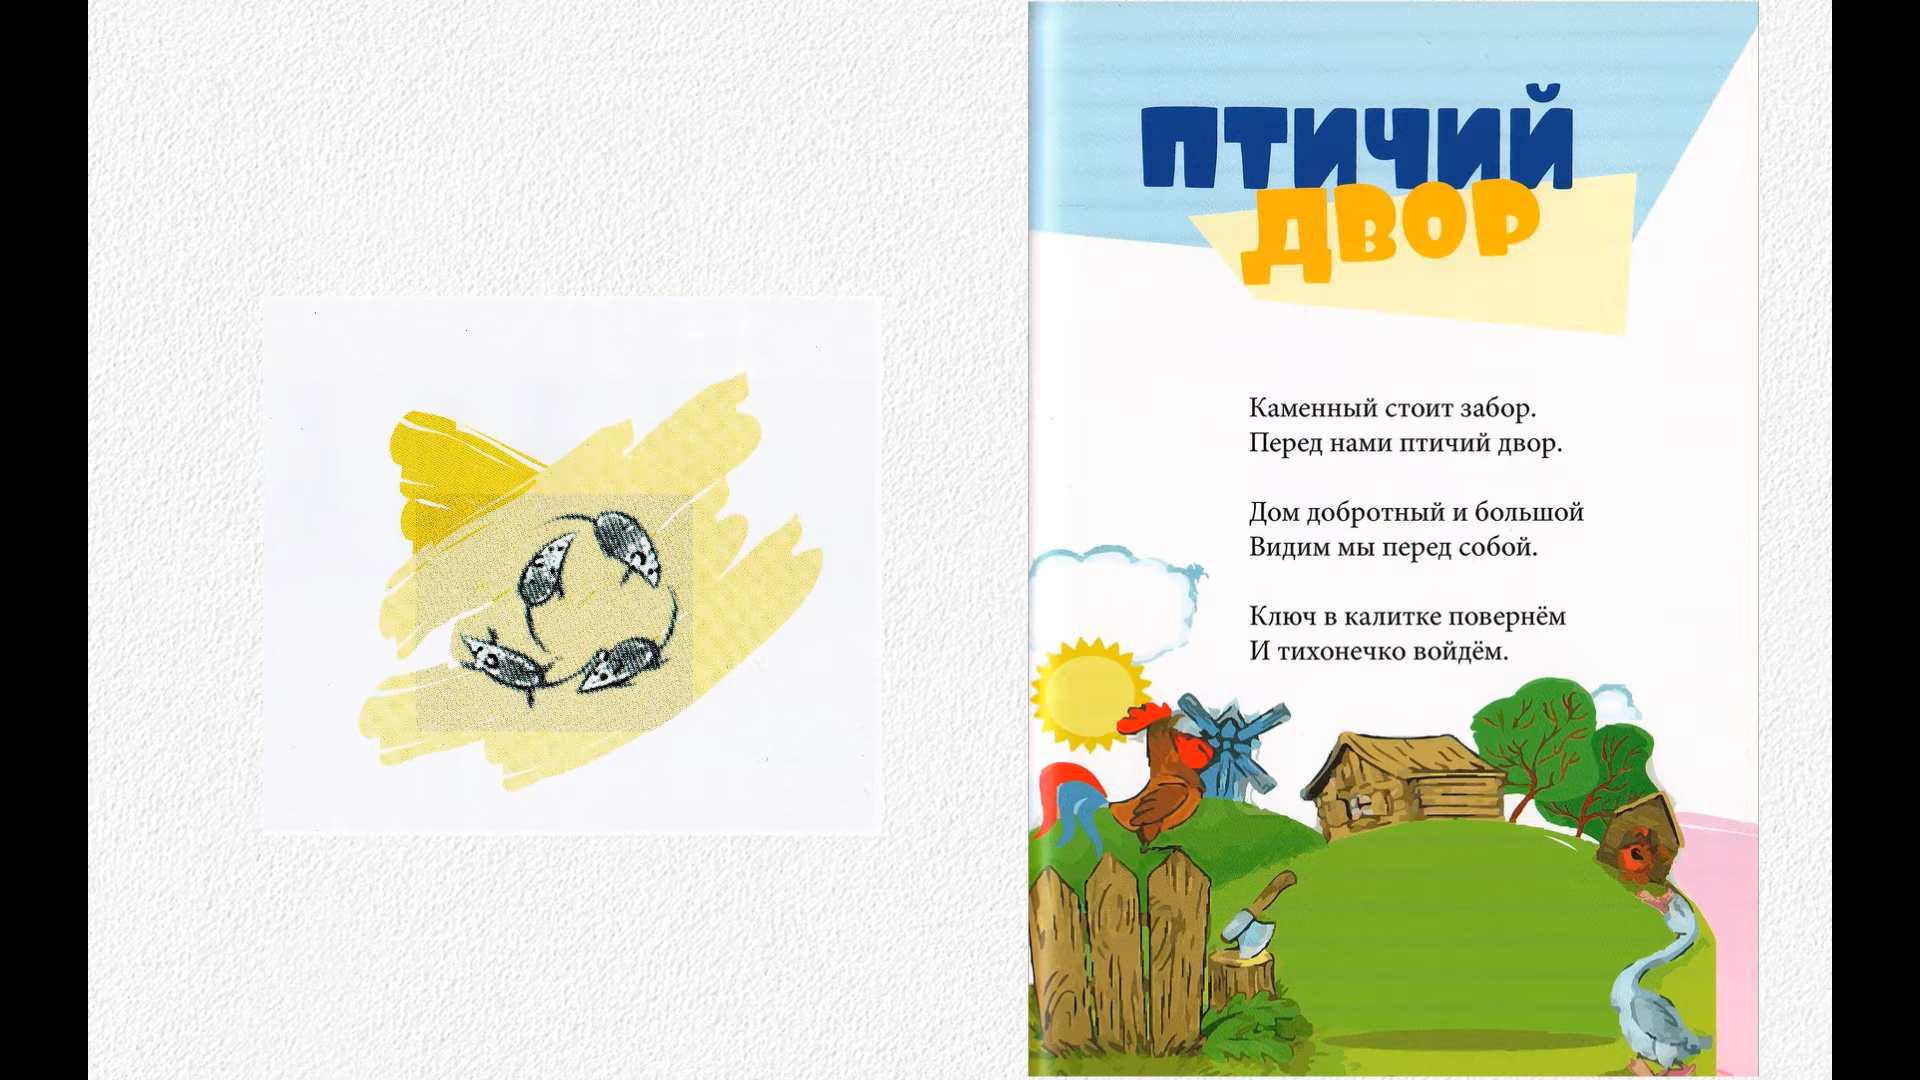 ПТИЧИЙ
ДВОР
Каменный стоит забор.
Перед нами птичий двор.
Дом добротный и большой
Видим мы перед собой.
Ключ в калитке повернём
И тихонечко войдём.